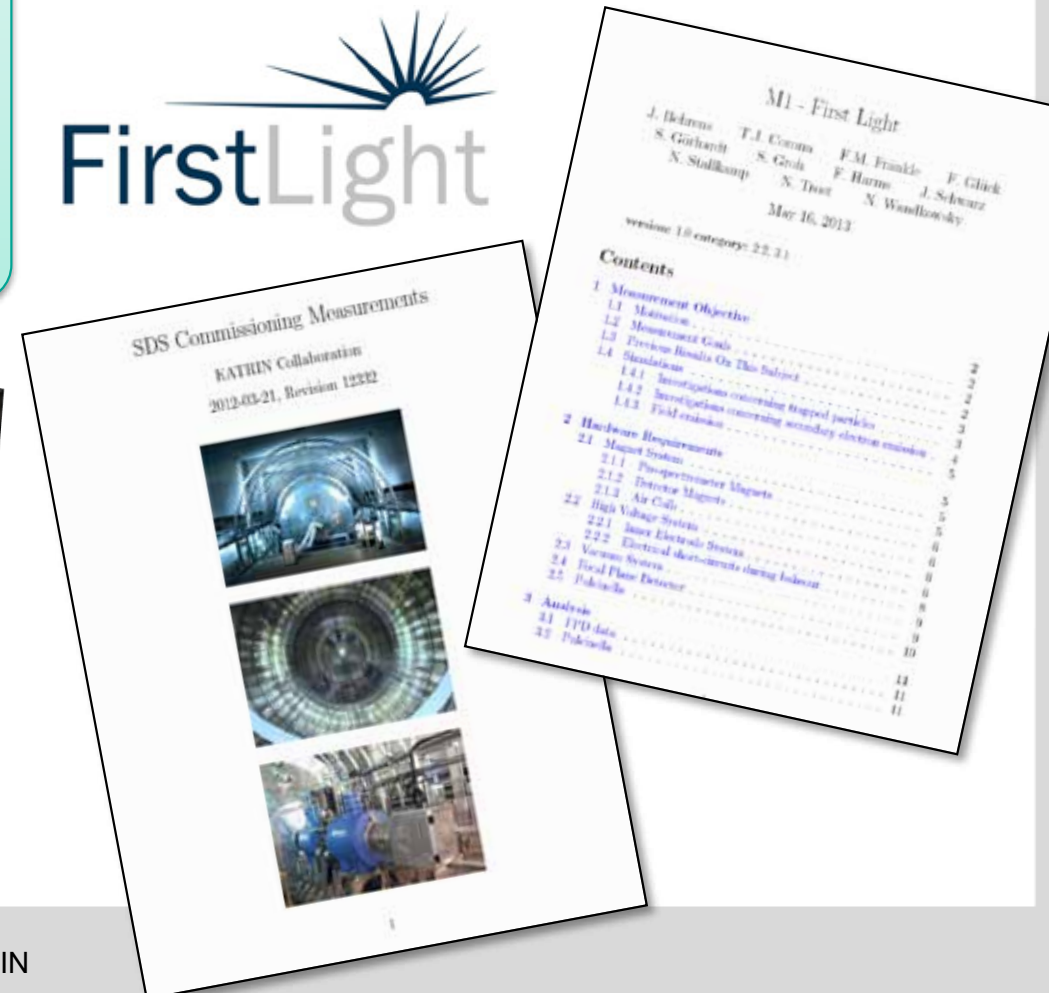 FirstLight
M1 - First Light
J. Behrens T.J. Corona F.M. Fränkle F. Glück
S. Görhardt S. Groh F. Harms J. Schwarz
N. Stallkamp N. Trost N. Wandkowsky
May 16, 2013
version: 1.0 category: 2.2, 3.1
Contents
1 Measurement Objective
1.1 Motivation 2
1.2 Measurement Goals 2
1.3 Previous Results On This Subject
1.4 Simulations
1.4.1 Investigations concerning trapped particles
1.4.2 Investigations concerning secondary electron emission
1.4.3 Field emission
2 Hardware Requirements
2.1 Magnet System
2.1.1 Pre-spectrometer Magnets
2.1.2 Detector Magnets
2.1.3 Air Coils
2.2 High Voltage System
2.2.1 Inner Electrode System
2.2.2 Electrical short-circuits during bakeout
2.3 Vacuum System
2.4 Focal Plane Detector
2.5 Pulcinella
3 Analysis
3.1 FPD data
3.2 Pulcinella
SDS Commissioning Measurements
KATRIN Collaboration
2012-03-21, Revision 12332
1
IN